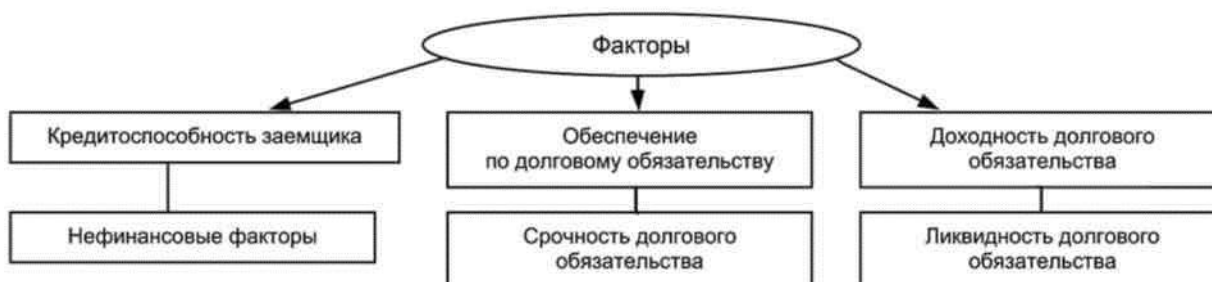 Факторы
Кредитоспособность заемщика
Обеспечение
по долговому обязательству
Доходность долгового
обязательства
Нефинансовые факторы
Срочность долгового
обязательства
Ликвидность долгового
обязательства